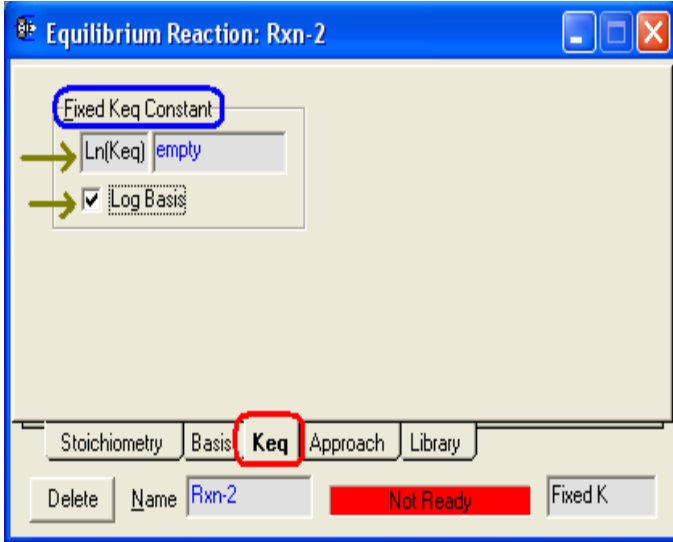 Equilibrium Reaction: Rxn-2
Fixed Keq Constant
Ln(Keq) empty
Log Basis
Stoichiometry Basis Keq Approach Library
Delete Name Rxn-2 Not Ready Fixed K